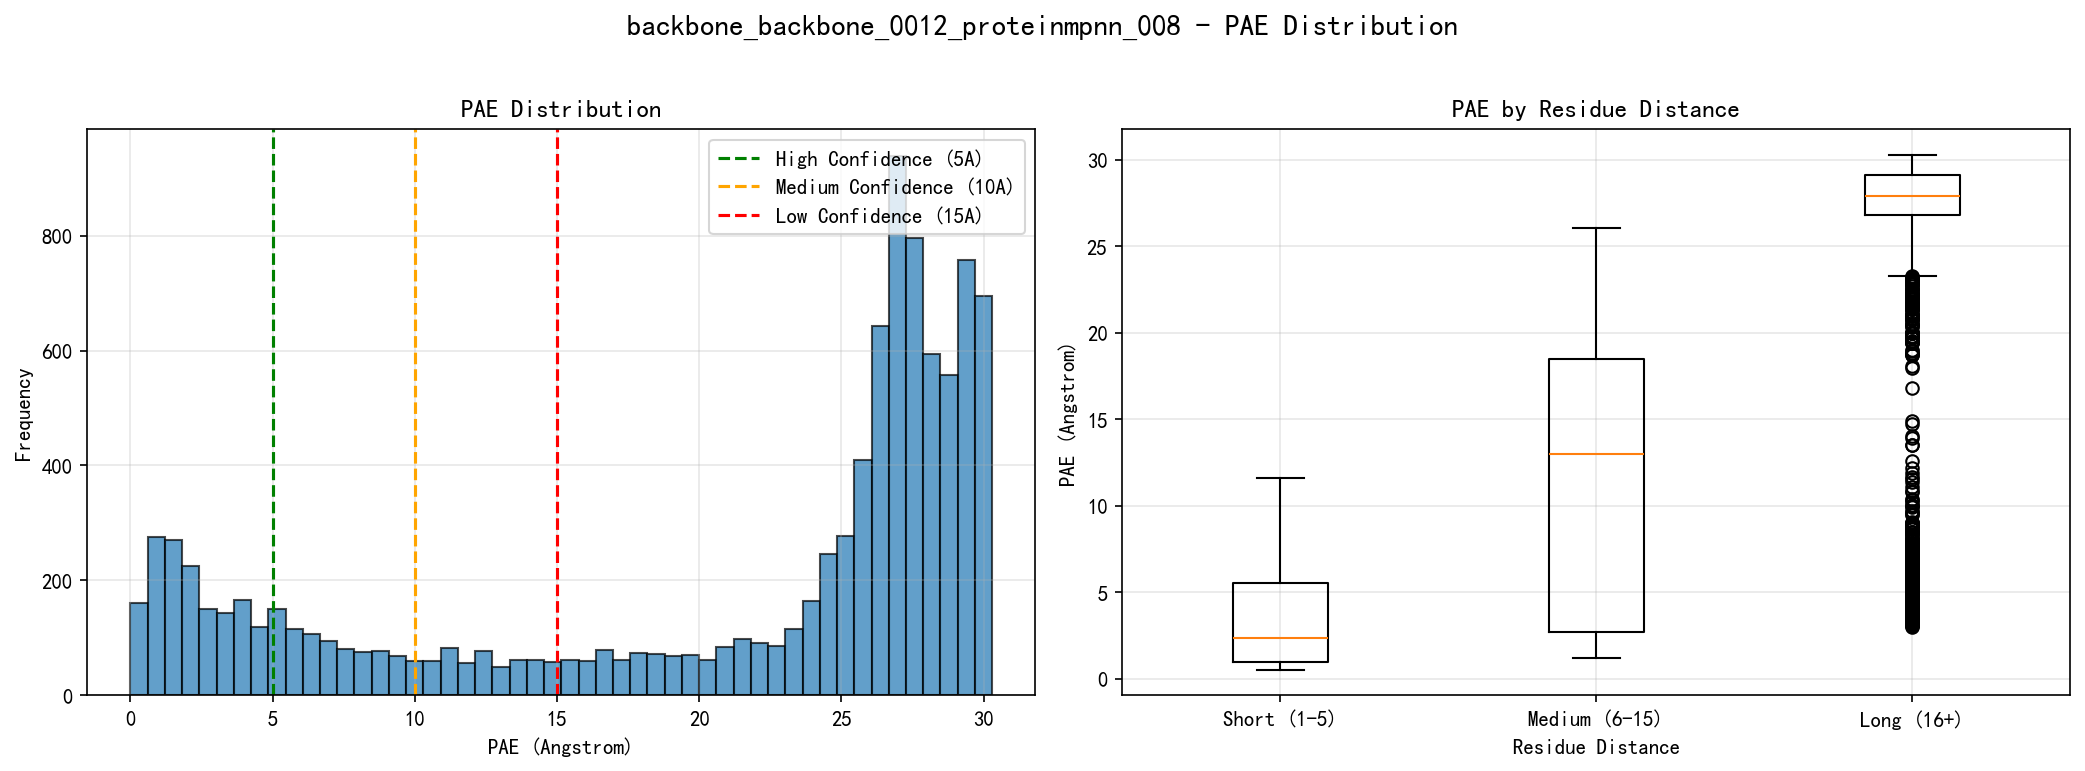 backbone_backbone_0012_proteinmpnn_008 - PAE Distribution
PAE Distribution
High Confidence (5A)
Medium Confidence (10A)
Low Confidence (15A)
Frequency
0
200
400
600
800
0 5 10 15 20 25 30
PAE (Angstrom)
PAE by Residue Distance
PAE (Angstrom)
30
25
20
15
10
5
0
Short (1-5) Medium (6-15) Long (16+)
Residue Distance